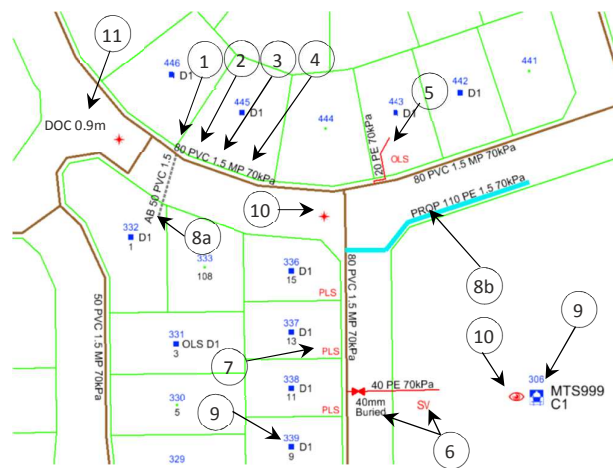 11
446
D1
1
2
3
4
441
442
D1
445
D1
5
443
D1
DOC 0.9m
444
80 PVC 1.5 MP 70kPa
20 PE 70kPa
OLS
80 PVC 1.5 MP 70kPa
AB 50 PVC 1.5
PROP 110 PE 1.5 70kPa
10
332
D1
1
8a
333
108
336
D1
15
8b
80 PVC 1.5 MP 70kPa
50 PVC 1.5 MP 70kPa
PLS
10
9
331
OLS D1
3
337
D1
13
7
PLS
306
MTS999
C1
40 PE 70kPa
338
D1
11
40mm
Buried
SV
330
5
9
PLS
6
339
D1
9
329